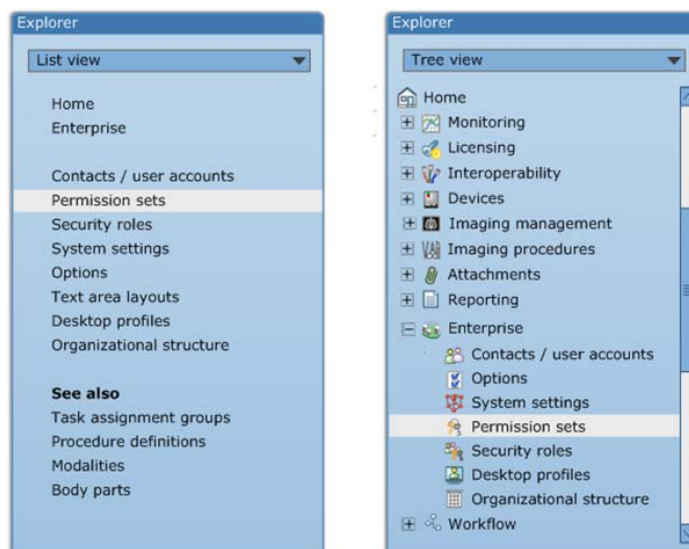 Explorer
List view
Home
Enterprise
Contacts / user accounts
Permission sets
Security roles
System settings
Options
Text area layouts
Desktop profiles
Organizational structure
See also
Task assignment groups
Procedure definitions
Modalities
Body parts
Explorer
Tree view
Home
Monitoring
Licensing
Interoperability
Devices
Imaging management
Imaging procedures
Attachments
Reporting
Enterprise
Contacts / user accounts
Options
System settings
Permission sets
Security roles
Desktop profiles
Organizational structure
Workflow